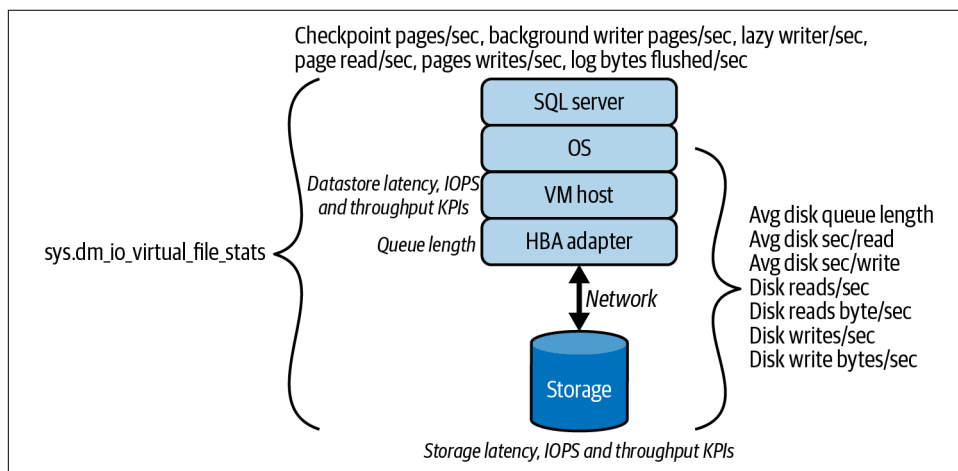 Checkpoint pages/sec, background writer pages/sec, lazy writer/sec,
page read/sec, pages writes/sec, log bytes flushed/sec
SQL server
OS
Datastore latency, IOPS
and throughput KPIs
VM host
Queue length
HBA adapter
sys.dm_io_virtual_file_stats
Network
Avg disk queue length
Avg disk sec/read
Avg disk sec/write
Disk reads/sec
Disk reads byte/sec
Disk writes/sec
Disk write bytes/sec
Storage
Storage latency, IOPS and throughput KPIs